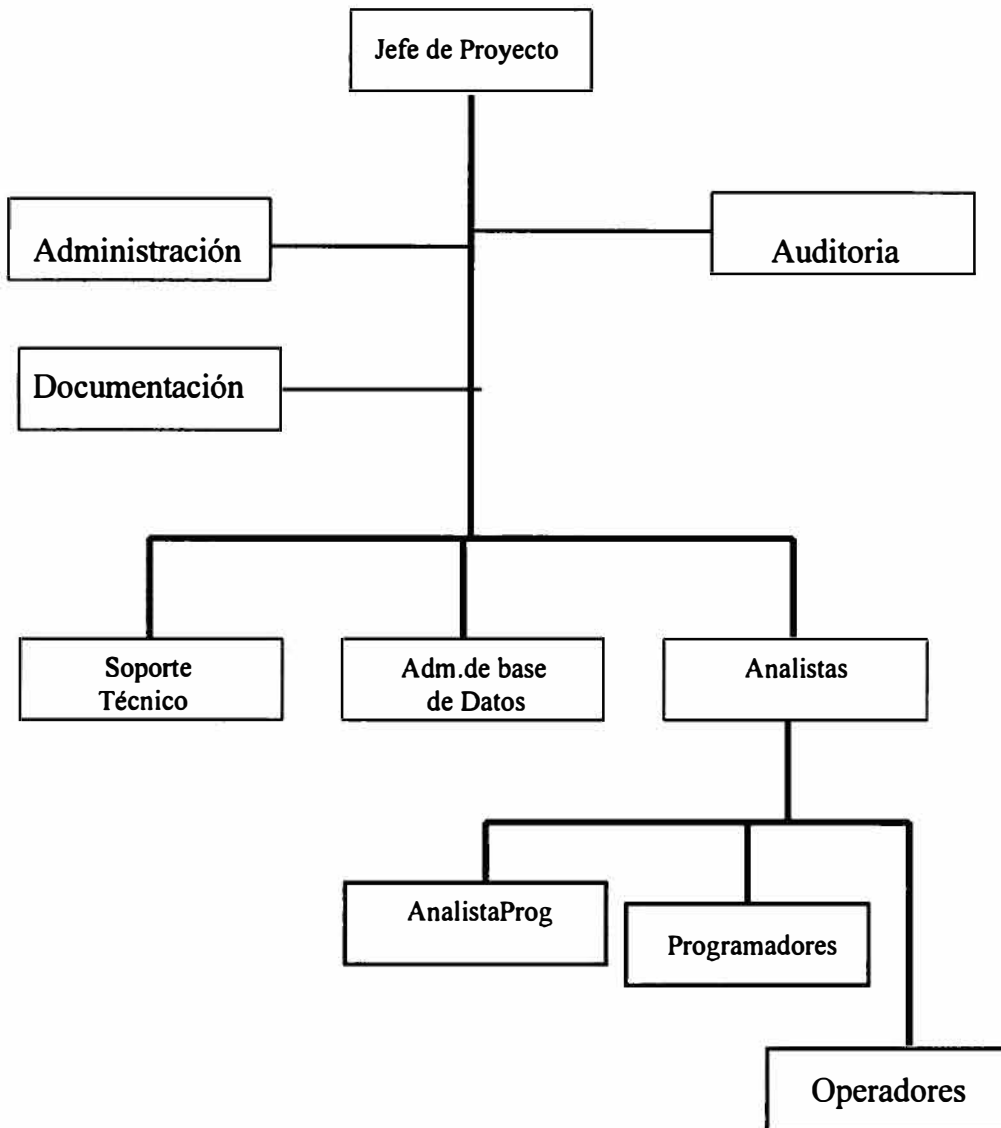 Jefe de Proyecto
Administración
Auditoria
Documentación
Soporte
Técnico
Adm.de base
de Datos
Analistas
AnalistaProg
Programadores
Operadores